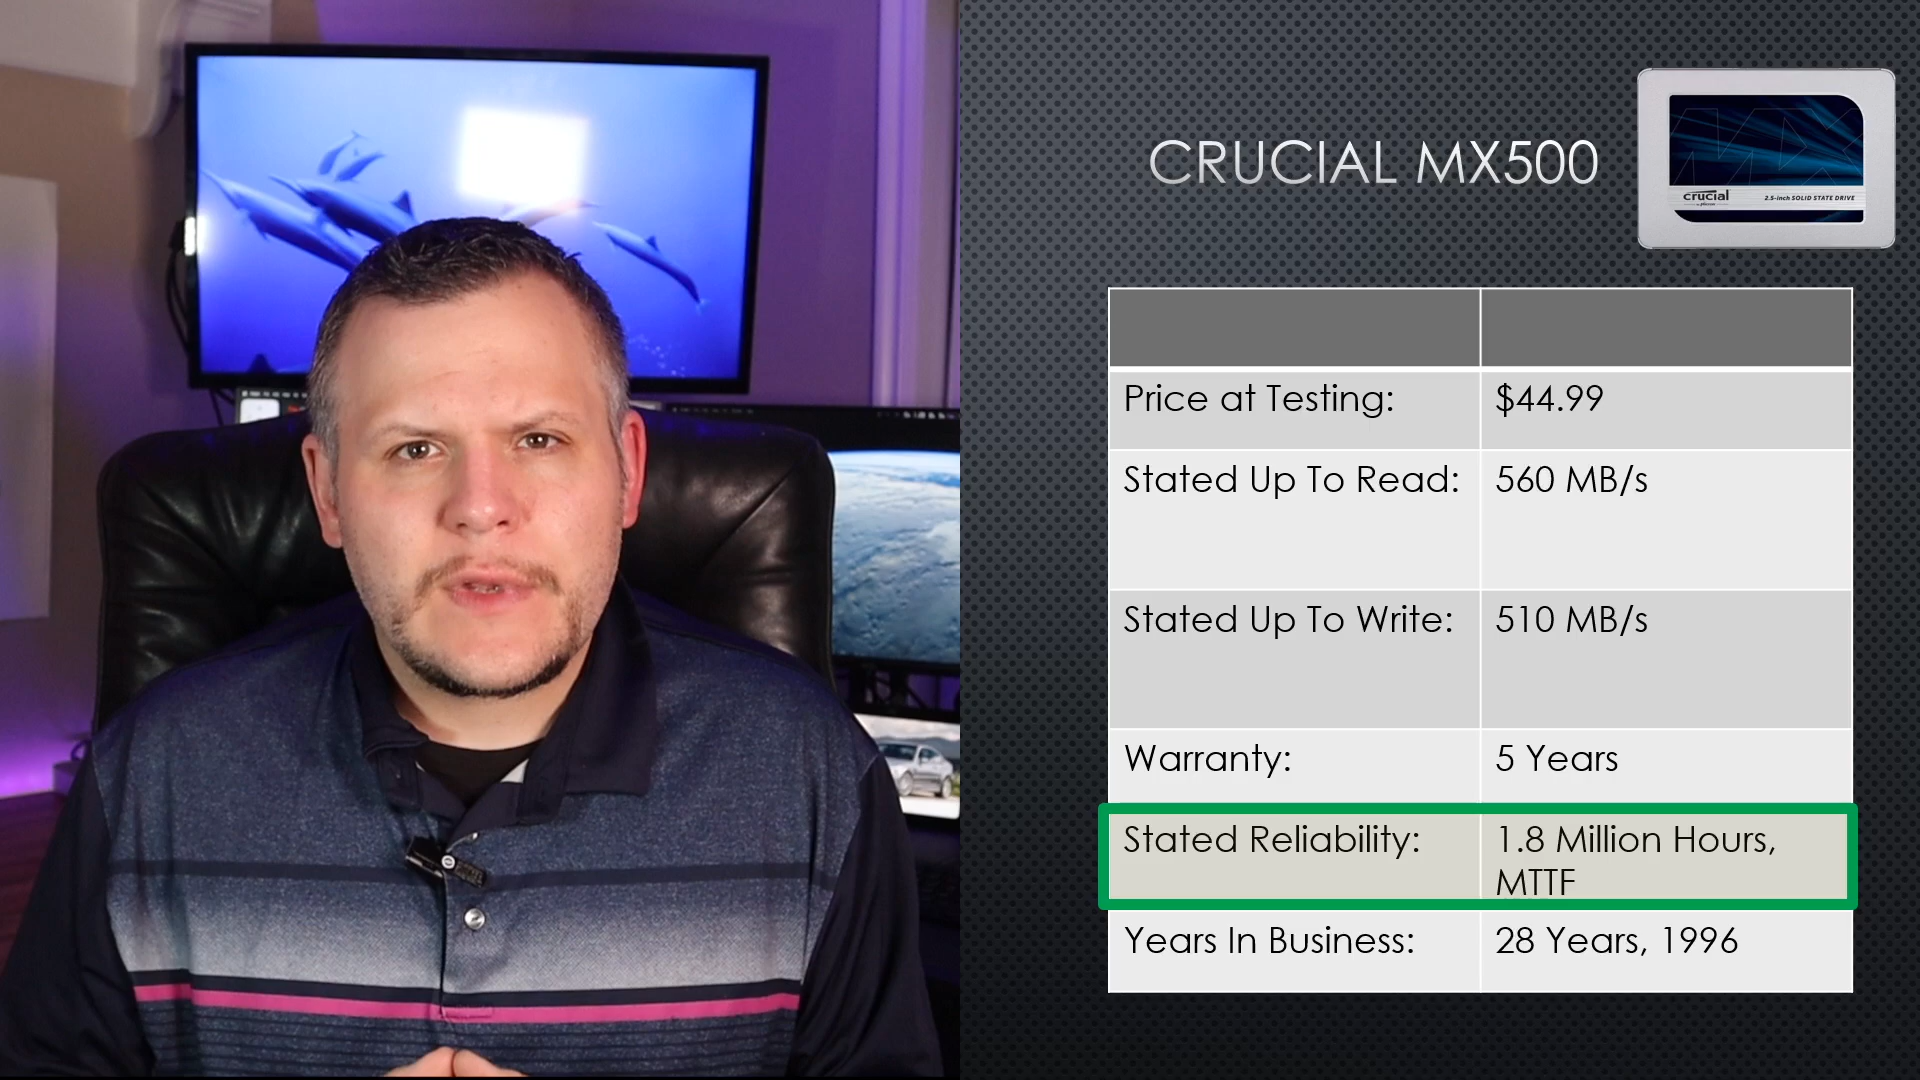 CRUCIAL MX500
crucial
2.5-inch SOLID STATE DRIVE
Price at Testing: $44.99
Stated Up To Read: 560 MB/s
Stated Up To Write: 510 MB/s
Warranty: 5 Years
Stated Reliability: 1.8 Million Hours,
MTTF
Years In Business: 28 Years, 1996